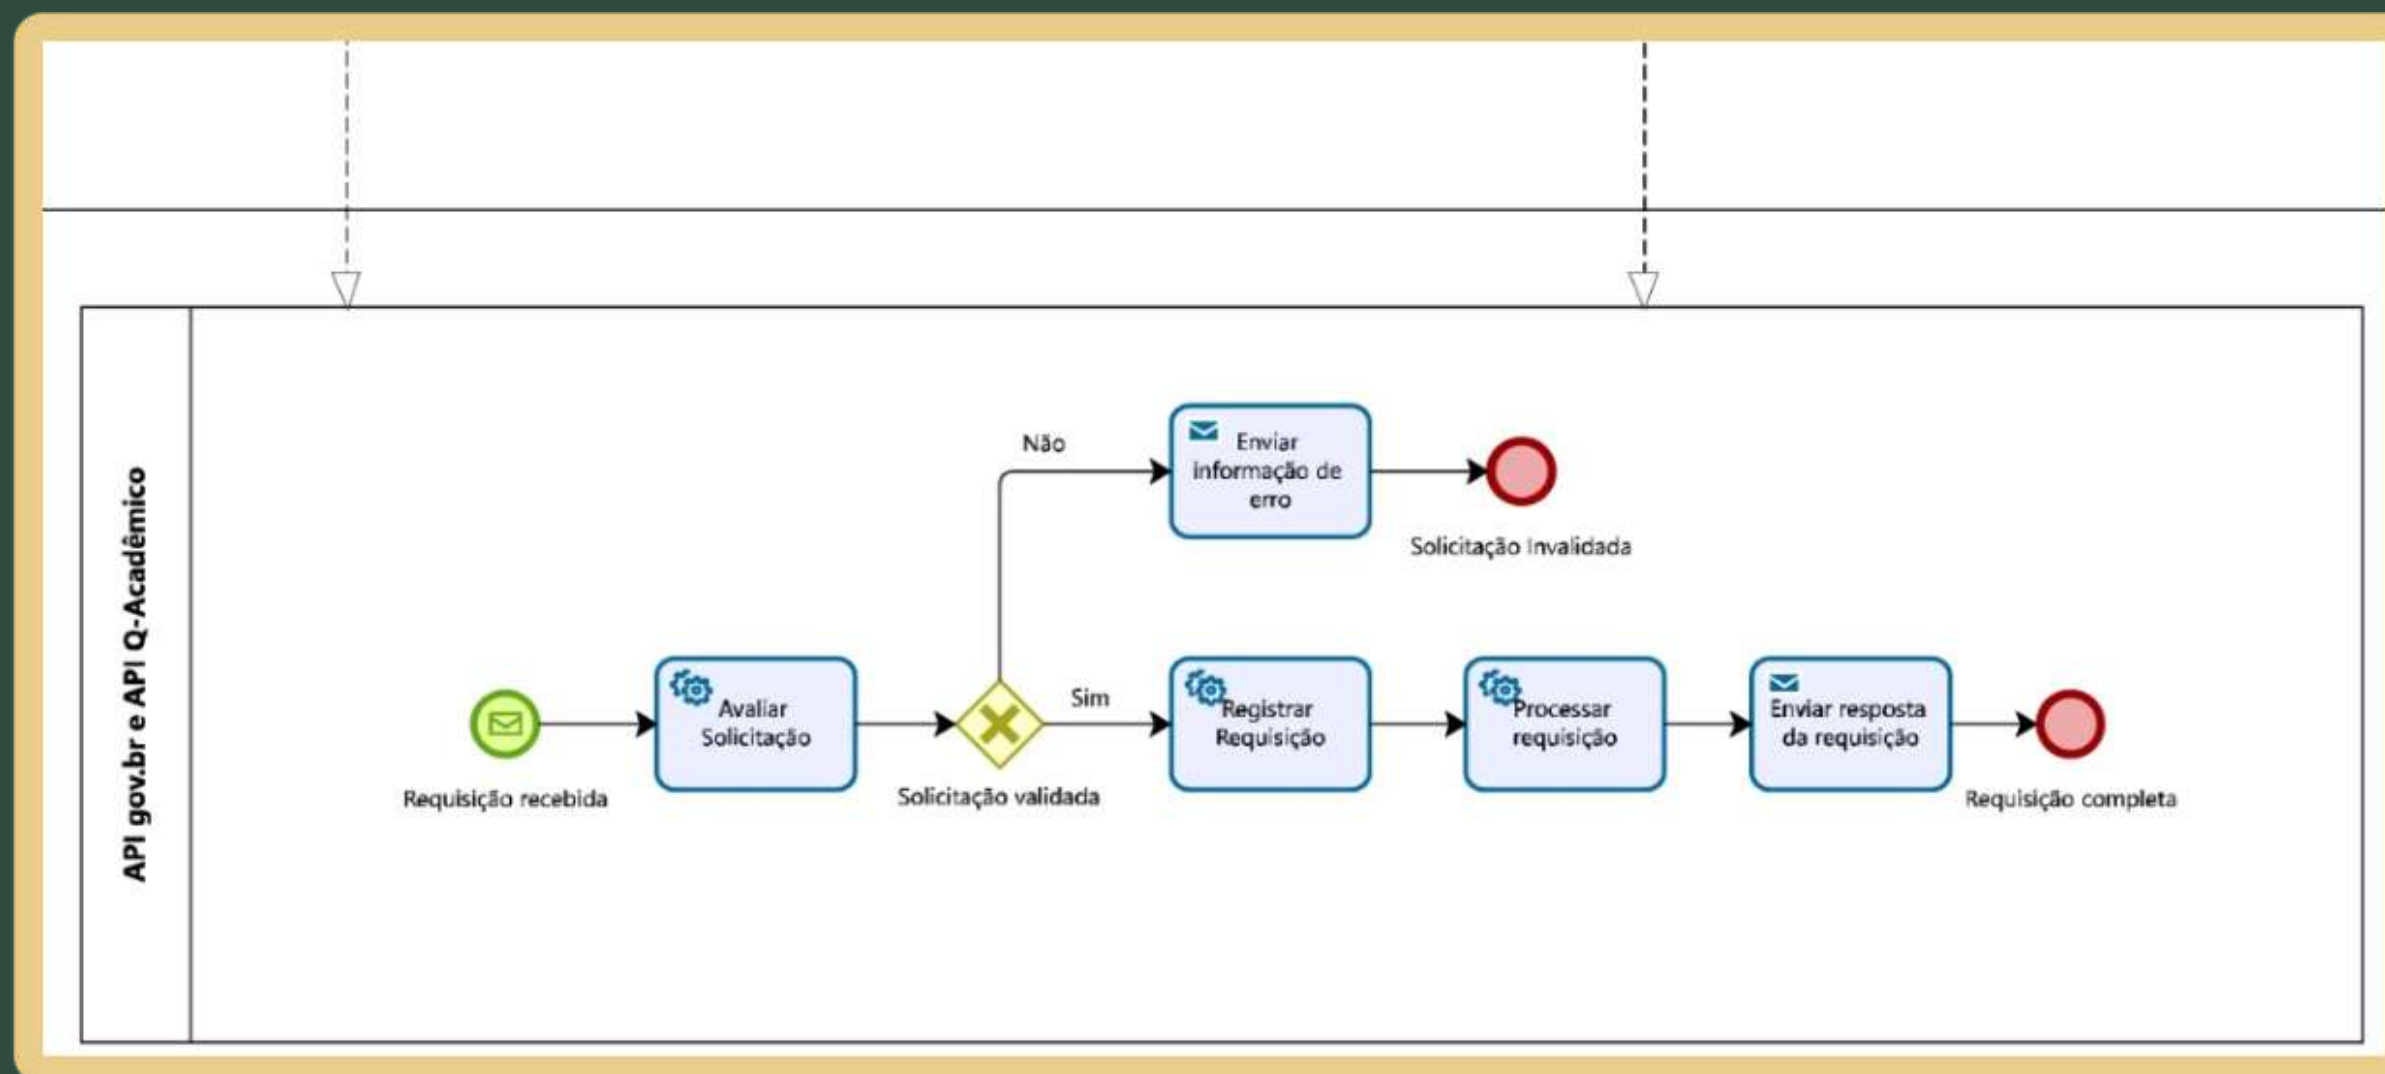 API gov.br e API Q-Acadêmico
Não
Enviar
informação de
erro
Solicitação Invalidada
Requisição recebida
Avaliar
Solicitação
Solicitação validada
Sim
Registrar
Requisição
Processar
requisição
Enviar resposta
da requisição
Requisição completa